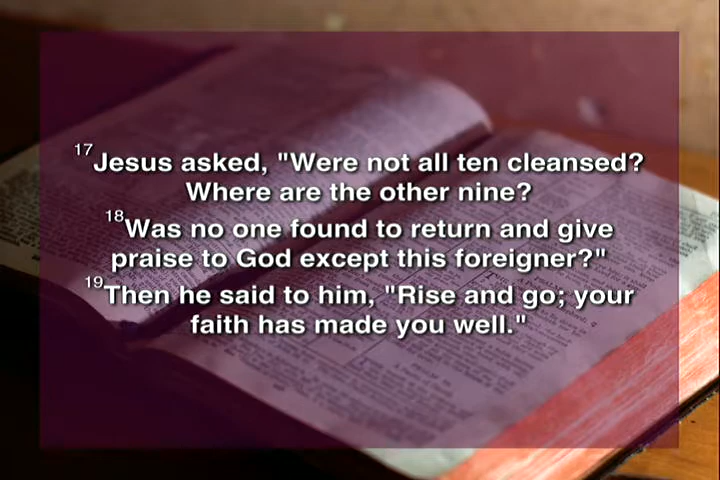 17Jesus asked, "Were not all ten cleansed?
Where are the other nine?
18Was no one found to return and give
praise to God except this foreigner?"
19Then he said to him, "Rise and go; your
faith has made you well."